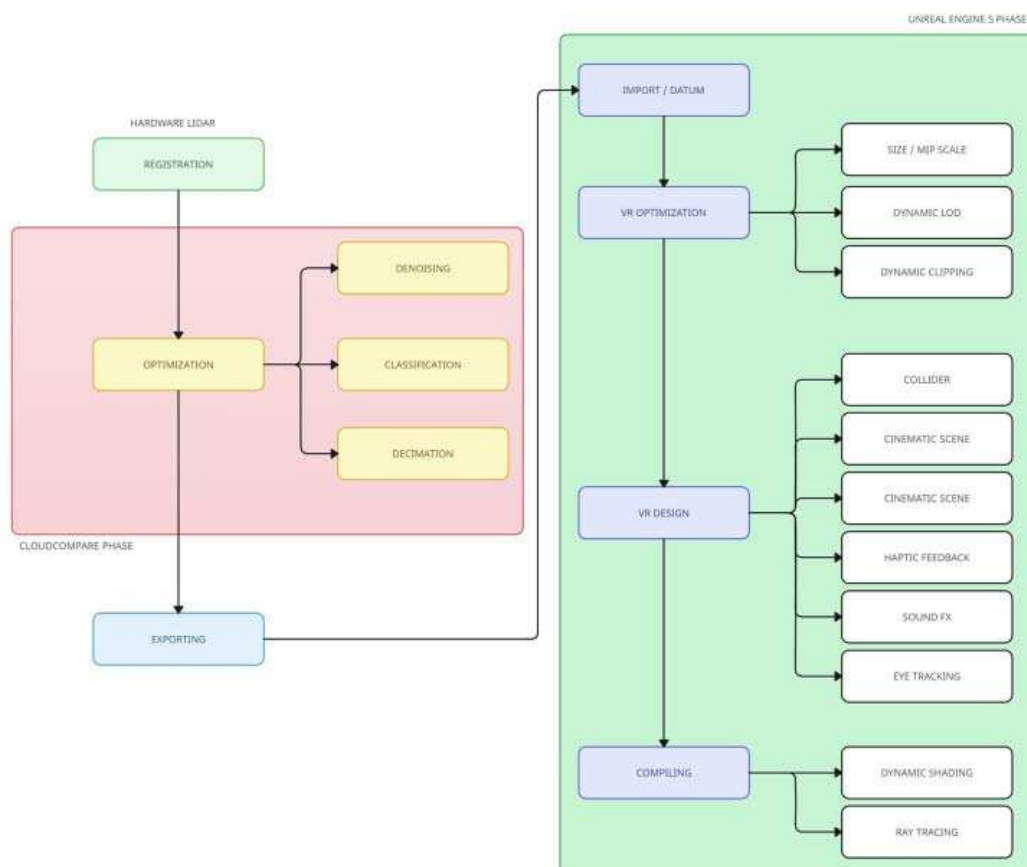 UNREAL ENGINE 5 PHASE
IMPORT / DATUM
HARDWARE LIDAR
REGISTRATION
SIZE / MIP SCALE
VR OPTIMIZATION
DYNAMIC LOD
DYNAMIC CLIPPING
DENOISING
OPTIMIZATION
CLASSIFICATION
DECIMATION
CLOUDCOMPARE PHASE
EXPORTING
COLLIDER
CINEMATIC SCENE
CINEMATIC SCENE
VR DESIGN
HAPTIC FEEDBACK
SOUND FX
EYE TRACKING
COMPILING
DYNAMIC SHADING
RAY TRACING